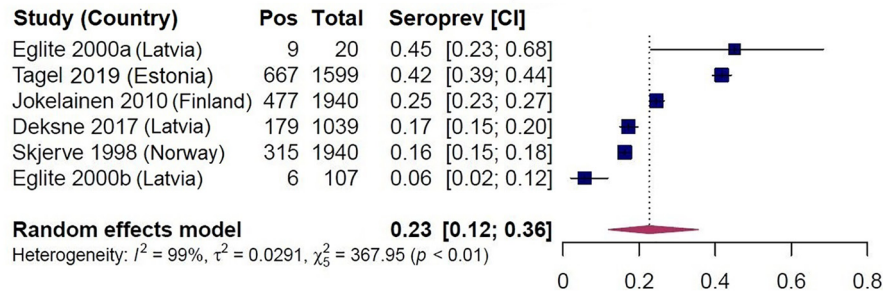 Study (Country) Pos Total Seroprev [CI]
Eglite 2000a (Latvia) 9 20 0.45 [0.23; 0.68]
Tagel 2019 (Estonia) 667 1599 0.42 [0.39; 0.44]
Jokelainen 2010 (Finland) 477 1940 0.25 [0.23; 0.27]
Deksne 2017 (Latvia) 179 1039 0.17 [0.15; 0.20]
Skjerve 1998 (Norway) 315 1940 0.16 [0.15; 0.18]
Eglite 2000b (Latvia) 6 107 0.06 [0.02; 0.12]
Random effects model 0.23 [0.12; 0.36]
Heterogeneity: I² = 99%, τ² = 0.0291, χ²₅ = 367.95 (p < 0.01)
0 0.2 0.4 0.6 0.8